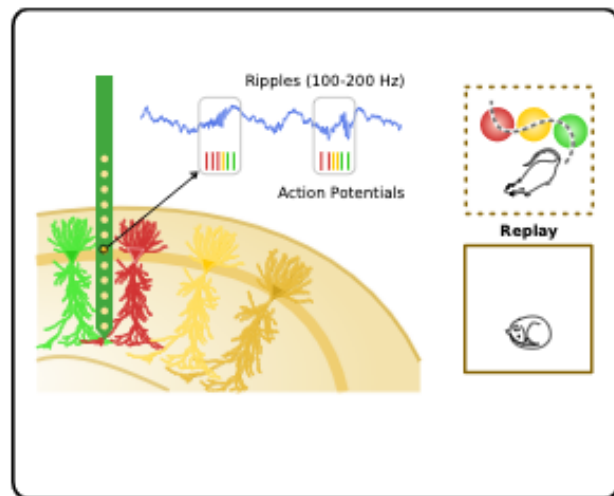 Ripples (100-200 Hz)
Action Potentials
Replay